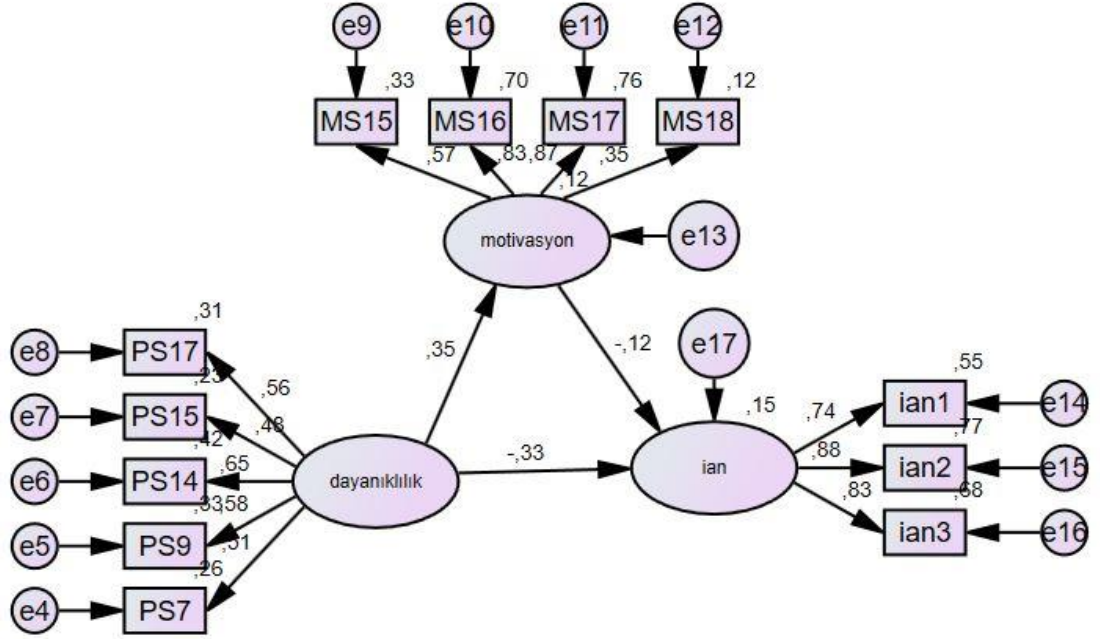 e9 e10 e11 e12
,33 ,70 ,76 ,12
MS15 MS16 MS17 MS18
,57 ,83 ,87 ,35
,12
motivasyon e13
,31
e8 PS17
,35 -,12 e17
,23
,56
,55
,15 ,74
ian1 e14
e7 PS15
,48
,42
,77
,65 -,33 ,88
e6 PS14 dayanıklılık ian ian2 e15
,33 ,58
,83 ,68
ian3 e16
e5 PS9 ,51
,26
e4 PS7